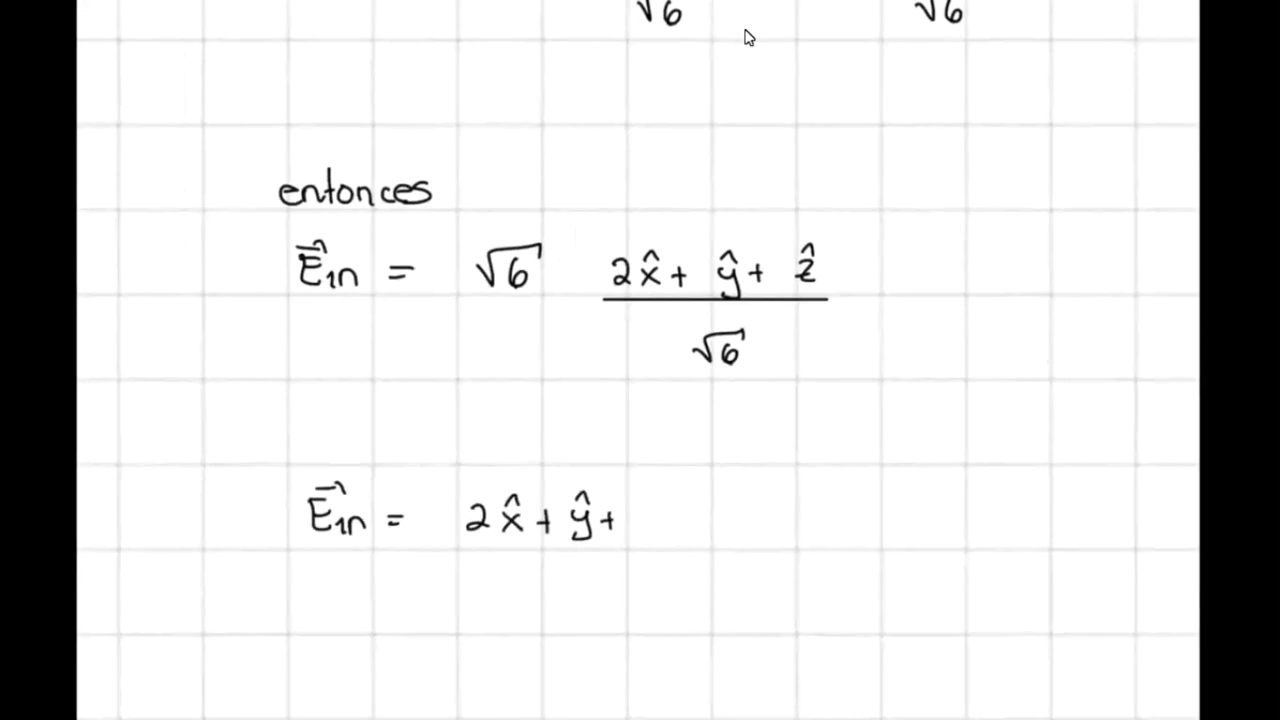 √6 √6
entonces
E⃗₁n = √6 2x̂ + ŷ + ẑ
√6
E⃗₁n = 2x̂ + ŷ +